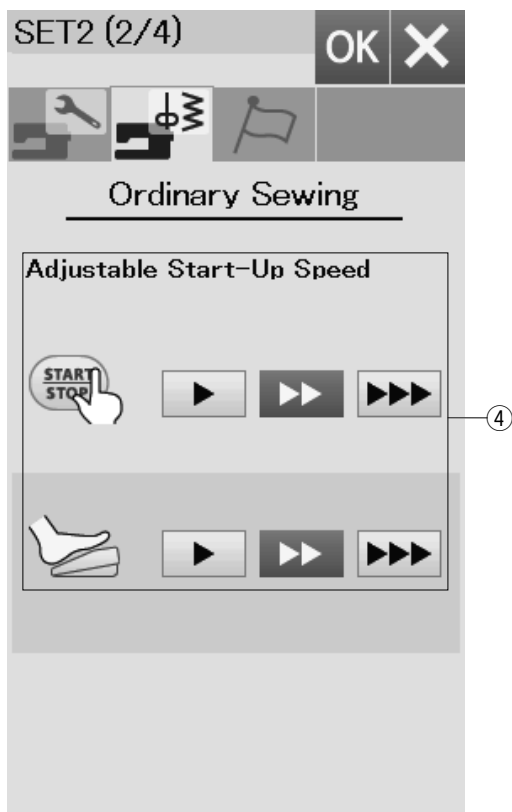 SET2 (2/4)
OK
Ordinary Sewing
Adjustable Start-Up Speed
START
STOP
④